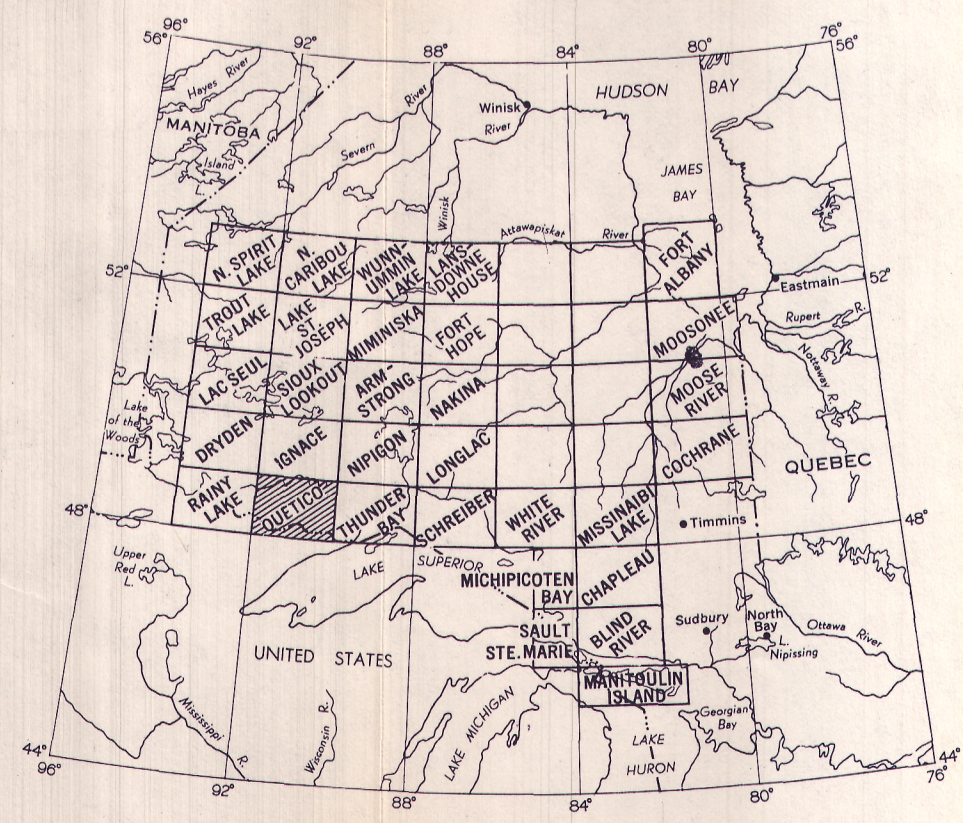 96°
56°
92°
88°
84°
80°
76°
56°
Hayes River
MANITOBA
Island
L.
Severn
River
Winisk
River
Winisk
HUDSON BAY
JAMES
BAY
Attawapiskat River
52°
N. SPIRIT
LAKE
N.
CARIBOU
LAKE
WUNN-
UMMIN
LAKE
LANS-
DOWNE
HOUSE
FORT
ALBANY
52°
Eastmain
Rupert R.
Nottaway R.
TROUT
LAKE
LAKE
ST
JOSEPH
MIMINISKA
FORT
HOPE
MOOSONEE
LAC SEUL
SIOUX
LOOKOUT
ARM-
STRONG
NAKINA
MOOSE
RIVER
Lake
of the
Woods
DRYDEN
IGNACE
NIPIGON
LONGLAC
COCHRANE
QUEBEC
RAINY
LAKE
QUETICO
THUNDER
BAY
SCHREIBER
WHITE
RIVER
MISSINAIBI
LAKE
Timmins
48°
48°
Upper
Red
L.
LAKE SUPERIOR
MICHIPICOTEN
BAY
CHAPLEAU
SAULT
STE. MARIE
BLIND
RIVER
Sudbury
North
Bay
L.
Nipissing
Ottawa River
UNITED STATES
MANITOULIN
ISLAND
Mississippi R.
Wisconsin R.
LAKE MICHIGAN
Georgian
Bay
LAKE
HURON
44°
96°
92°
88°
84°
80°
44°
76°